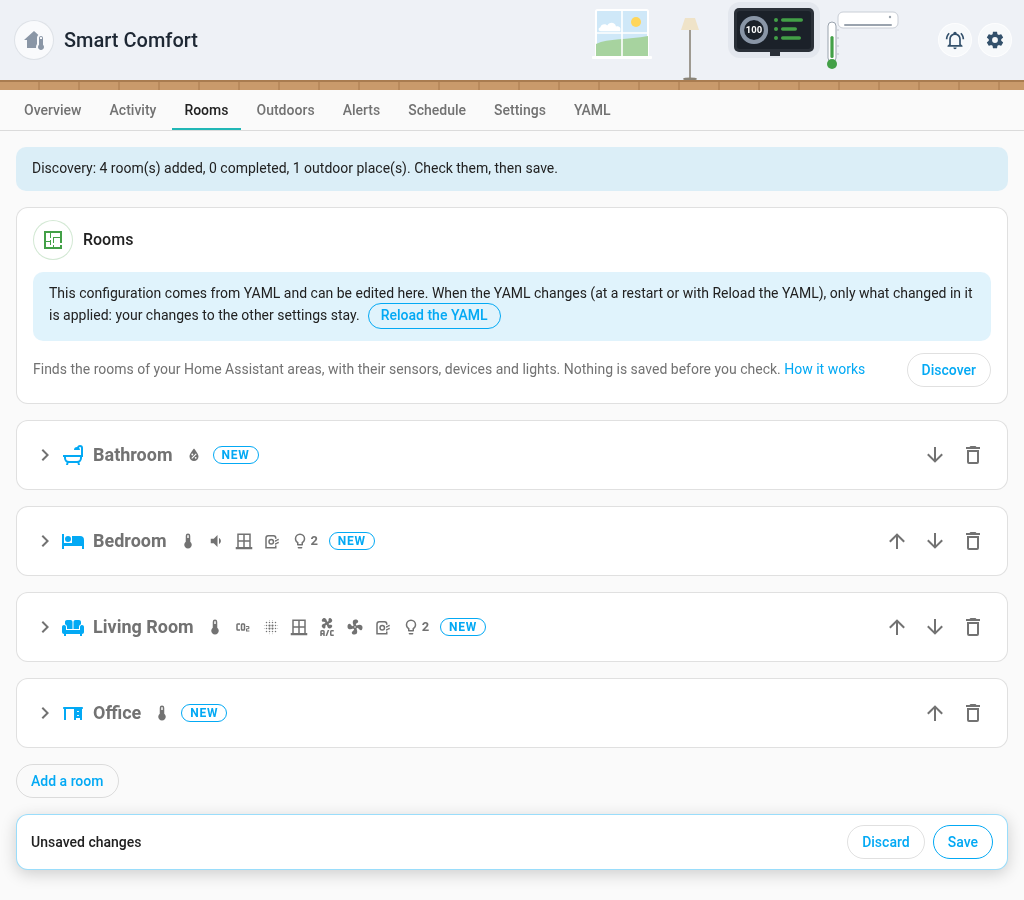 Smart Comfort
100
Overview Activity Rooms Outdoors Alerts Schedule Settings YAML
Discovery: 4 room(s) added, 0 completed, 1 outdoor place(s). Check them, then save.
Rooms
This configuration comes from YAML and can be edited here. When the YAML changes (at a restart or with Reload the YAML), only what changed in it
is applied: your changes to the other settings stay. Reload the YAML
Finds the rooms of your Home Assistant areas, with their sensors, devices and lights. Nothing is saved before you check. How it works Discover
Bathroom NEW
Bedroom 2 NEW
Living Room CO2 A/C 2 NEW
Office NEW
Add a room
Unsaved changes Discard Save